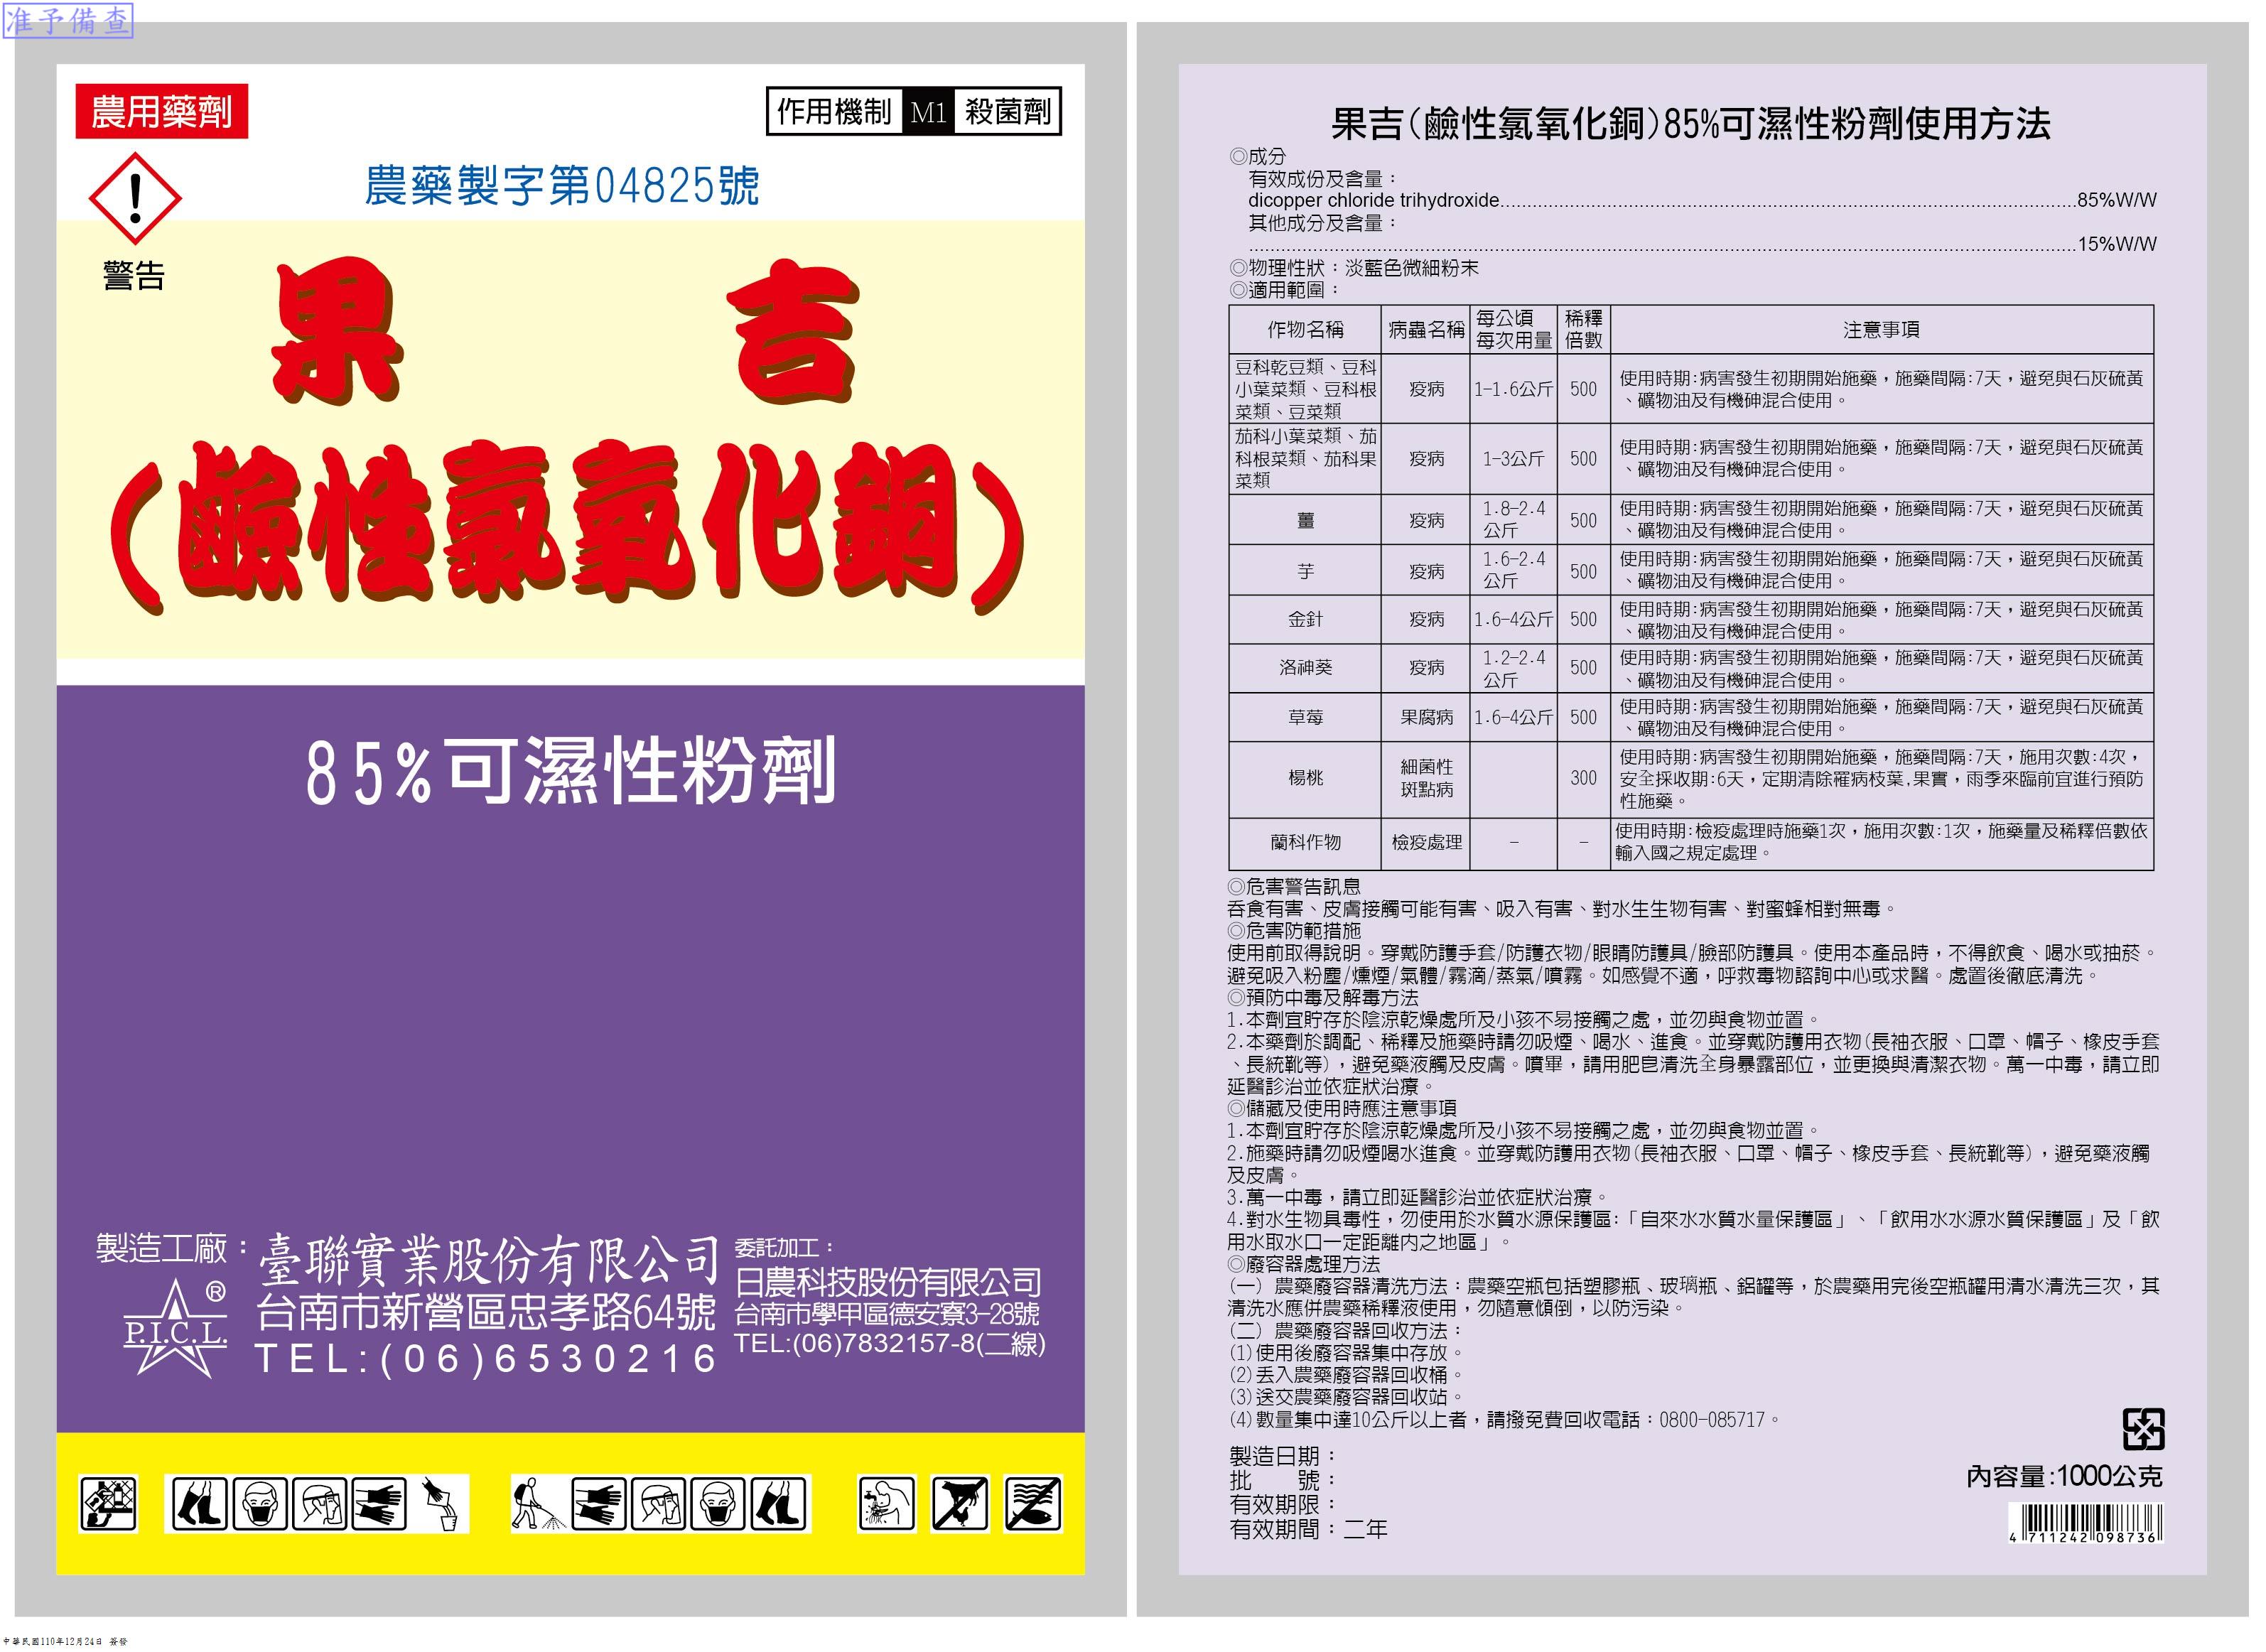 准予備查
農用藥劑
作用機制 M1 殺菌劑
農藥製字第04825號
警告
果 吉
(鹼性氯氧化銅)
85%可濕性粉劑
製造工廠：臺聯實業股份有限公司
台南市新營區忠孝路64號
TEL:(06)6530216
®
P.I.C.L.
委託加工：
日農科技股份有限公司
台南市學甲區德安寮3-28號
TEL:(06)7832157-8(二線)
果吉(鹼性氯氧化銅)85%可濕性粉劑使用方法
◎成分
有效成份及含量：
dicopper chloride trihydroxide........85%W/W
其他成分及含量：
........15%W/W
◎物理性狀：淡藍色微細粉末
◎適用範圍：
作物名稱 病蟲名稱 每公頃每次用量 稀釋倍數 注意事項
豆科乾豆類、豆科小葉菜類、豆科根菜類、豆菜類 疫病 1-1.6公斤 500 使用時期:病害發生初期開始施藥，施藥間隔:7天，避免與石灰硫黃、礦物油及有機砷混合使用。
茄科小葉菜類、茄科根菜類、茄科果菜類 疫病 1-3公斤 500 使用時期:病害發生初期開始施藥，施藥間隔:7天，避免與石灰硫黃、礦物油及有機砷混合使用。
薑 疫病 1.8-2.4公斤 500 使用時期:病害發生初期開始施藥，施藥間隔:7天，避免與石灰硫黃、礦物油及有機砷混合使用。
芋 疫病 1.6-2.4公斤 500 使用時期:病害發生初期開始施藥，施藥間隔:7天，避免與石灰硫黃、礦物油及有機砷混合使用。
金針 疫病 1.6-4公斤 500 使用時期:病害發生初期開始施藥，施藥間隔:7天，避免與石灰硫黃、礦物油及有機砷混合使用。
洛神葵 疫病 1.2-2.4公斤 500 使用時期:病害發生初期開始施藥，施藥間隔:7天，避免與石灰硫黃、礦物油及有機砷混合使用。
草莓 果腐病 1.6-4公斤 500 使用時期:病害發生初期開始施藥，施藥間隔:7天，避免與石灰硫黃、礦物油及有機砷混合使用。
楊桃 細菌性斑點病 300 使用時期:病害發生初期開始施藥，施藥間隔:7天，施用次數:4次，安全採收期:6天，定期清除罹病枝葉,果實，雨季來臨前宜進行預防性施藥。
蘭科作物 檢疫處理 - - 使用時期:檢疫處理時施藥1次，施用次數:1次，施藥量及稀釋倍數依輸入國之規定處理。
◎危害警告訊息
吞食有害、皮膚接觸可能有害、吸入有害、對水生生物有害、對蜜蜂相對無毒。
◎危害防範措施
使用前取得說明。穿戴防護手套/防護衣物/眼睛防護具/臉部防護具。使用本產品時，不得飲食、喝水或抽菸。
避免吸入粉塵/燻煙/氣體/霧滴/蒸氣/噴霧。如感覺不適，呼救毒物諮詢中心或求醫。處置後徹底清洗。
◎預防中毒及解毒方法
1.本劑宜貯存於陰涼乾燥處所及小孩不易接觸之處，並勿與食物並置。
2.本藥劑於調配、稀釋及施藥時請勿吸煙、喝水、進食。並穿戴防護用衣物(長袖衣服、口罩、帽子、橡皮手套
、長統靴等)，避免藥液觸及皮膚。噴畢，請用肥皂清洗全身暴露部位，並更換與清潔衣物。萬一中毒，請立即
延醫診治並依症狀治療。
◎儲藏及使用時應注意事項
1.本劑宜貯存於陰涼乾燥處所及小孩不易接觸之處，並勿與食物並置。
2.施藥時請勿吸煙喝水進食。並穿戴防護用衣物(長袖衣服、口罩、帽子、橡皮手套、長統靴等)，避免藥液觸
及皮膚。
3.萬一中毒，請立即延醫診治並依症狀治療。
4.對水生物具毒性，勿使用於水質水源保護區:「自來水水質水量保護區」、「飲用水水源水質保護區」及「飲
用水取水口一定距離內之地區」。
◎廢容器處理方法
(一) 農藥廢容器清洗方法：農藥空瓶包括塑膠瓶、玻璃瓶、鋁罐等，於農藥用完後空瓶罐用清水清洗三次，其
清洗水應併農藥稀釋液使用，勿隨意傾倒，以防污染。
(二) 農藥廢容器回收方法：
(1)使用後廢容器集中存放。
(2)丟入農藥廢容器回收桶。
(3)送交農藥廢容器回收站。
(4)數量集中達10公斤以上者，請撥免費回收電話：0800-085717。
製造日期：
批　　號：
有效期限：
有效期間：二年
內容量:1000公克
4 711242 098736
中華民國110年12月24日 簽發